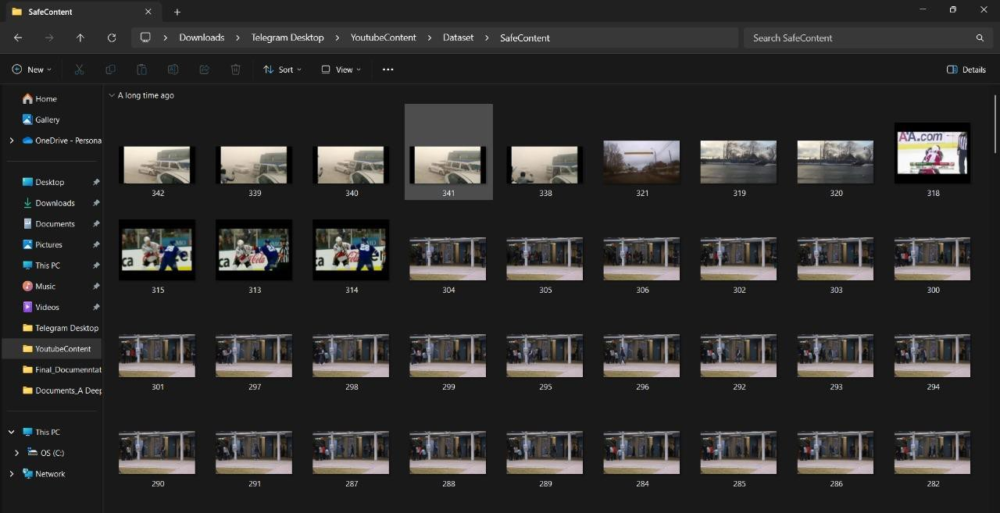 SafeContent
Downloads > Telegram Desktop > YoutubeContent > Dataset > SafeContent
Search SafeContent
New
Sort
View
Details
Home
Gallery
OneDrive - Persona
Desktop
Downloads
Documents
Pictures
This PC
Music
Videos
Telegram Desktop
YoutubeContent
Final_Documenntat
Documents_A Deep
This PC
OS (C:)
Network
A long time ago
AA.com
342 339 340 341 338 321 319 320 318
Coca
315 313 314 304 305 306 302 303 300
301 297 298 299 295 296 292 293 294
290 291 287 288 289 284 285 286 282